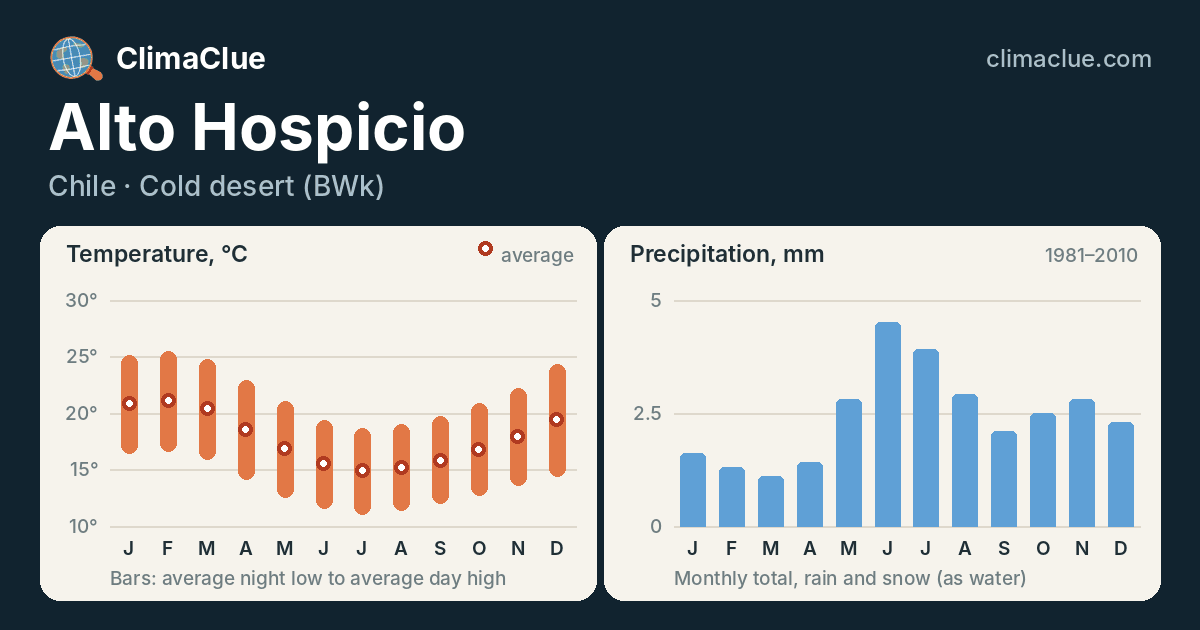 ClimaClue
climaclue.com
Alto Hospicio
Chile · Cold desert (BWk)
Temperature, °C
average
30°
25°
20°
15°
10°
J F M A M J J A S O N D
Bars: average night low to average day high
Precipitation, mm
1981–2010
5
2.5
0
J F M A M J J A S O N D
Monthly total, rain and snow (as water)